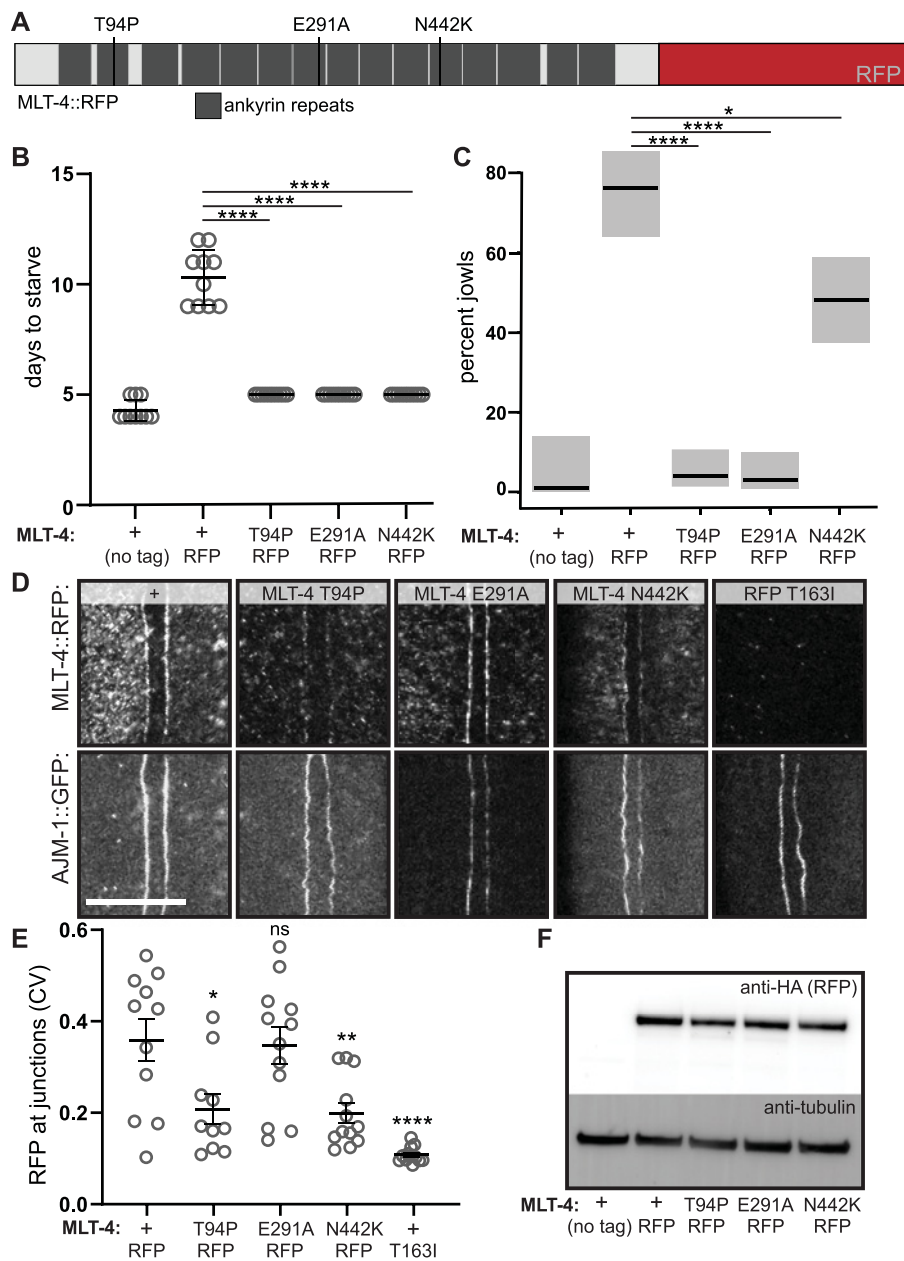 A
T94P E291A N442K
RFP
MLT-4::RFP
ankyrin repeats
B
15
10
5
0
days to starve
****
****
****
MLT-4: + + T94P E291A N442K
(no tag) RFP RFP RFP RFP
C
*
****
****
80
60
40
20
0
percent jowls
MLT-4: + + T94P E291A N442K
(no tag) RFP RFP RFP RFP
D
MLT-4::RFP:
+ MLT-4 T94P MLT-4 E291A MLT-4 N442K RFP T163I
AJM-1::GFP:
E
0.6
0.4
0.2
0.0
RFP at junctions (CV)
* ns ** ****
MLT-4: + T94P E291A N442K +
RFP RFP RFP RFP T163I
F
anti-HA (RFP)
anti-tubulin
MLT-4: + + T94P E291A N442K
(no tag) RFP RFP RFP RFP